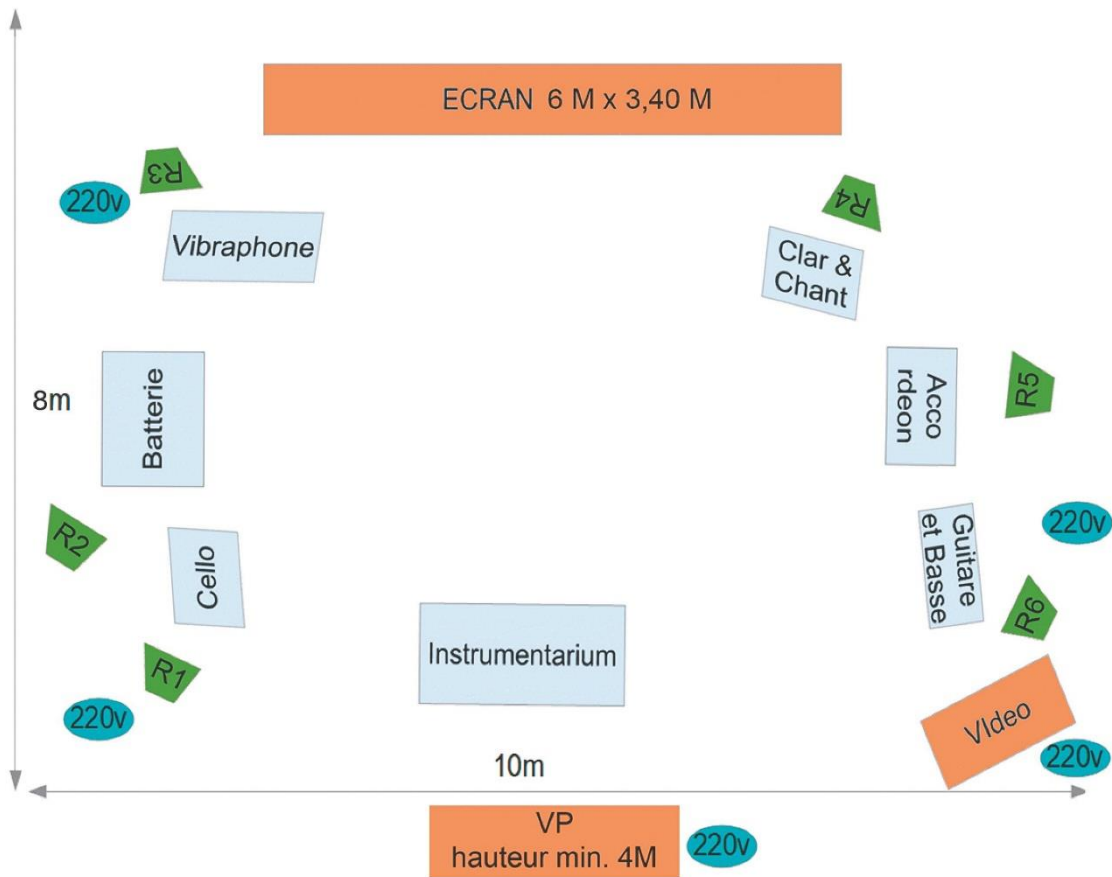 ECRAN 6 M x 3,40 M
R3
220v
R4
Vibraphone
Clar &
Chant
8m
Batterie
Acco
rdeon
R5
R2
Cello
Guitare
et Basse
220v
R6
Instrumentarium
R1
220v
VIdeo
220v
10m
VP
hauteur min. 4M
220v